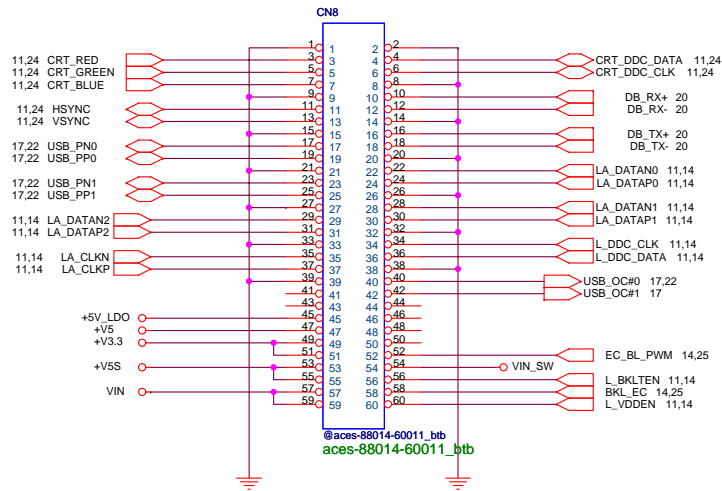 CN8
1 1 2 2
11,24 CRT_RED 3 3 4 4 CRT_DDC_DATA 11,24
11,24 CRT_GREEN 5 5 6 6 CRT_DDC_CLK 11,24
11,24 CRT_BLUE 7 7 8 8
9 9 10 10 DB_RX+ 20
11,24 HSYNC 11 11 12 12 DB_RX- 20
11,24 VSYNC 13 13 14 14
15 15 16 16 DB_TX+ 20
17,22 USB_PN0 17 17 18 18 DB_TX- 20
17,22 USB_PP0 19 19 20 20
21 21 22 22 LA_DATAN0 11,14
17,22 USB_PN1 23 23 24 24 LA_DATAP0 11,14
17,22 USB_PP1 25 25 26 26
27 27 28 28 LA_DATAN1 11,14
11,14 LA_DATAN2 29 29 30 30 LA_DATAP1 11,14
11,14 LA_DATAP2 31 31 32 32
33 33 34 34 L_DDC_CLK 11,14
11,14 LA_CLKN 35 35 36 36 L_DDC_DATA 11,14
11,14 LA_CLKP 37 37 38 38
39 39 40 40 USB_OC#0 17,22
41 41 42 42 USB_OC#1 17
43 43 44 44
+5V_LDO 45 45 46 46
+V5 47 47 48 48
+V3.3 49 49 50 50
51 51 52 52 EC_BL_PWM 14,25
+V5S 53 53 54 54 VIN_SW
55 55 56 56 L_BKLTEN 11,14
VIN 57 57 58 58 BKL_EC 14,25
59 59 60 60 L_VDDEN 11,14
@aces-88014-60011_btb
aces-88014-60011_btb